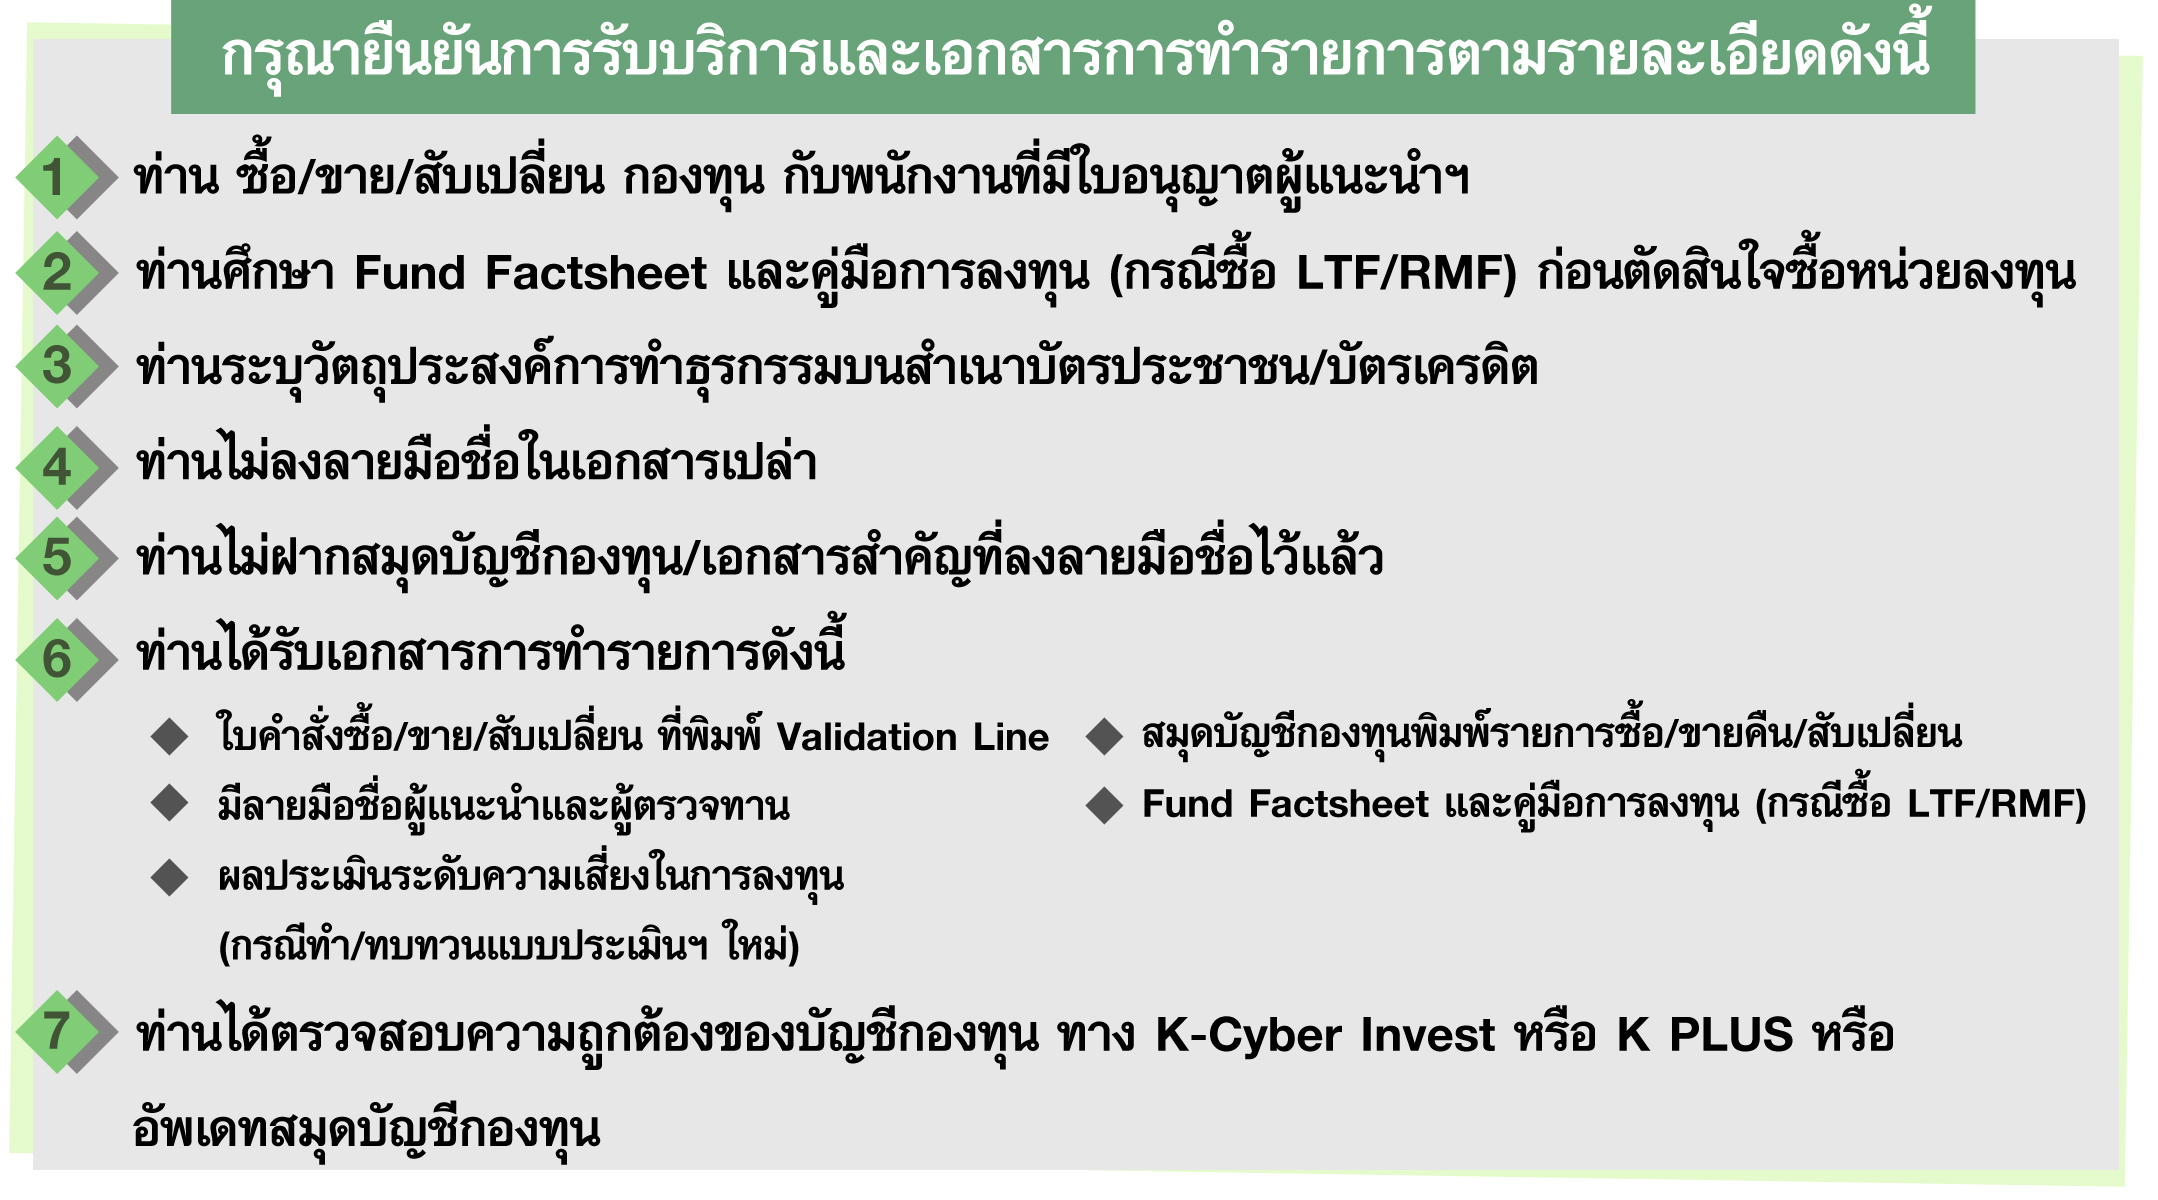 กรุณายืนยันการรับบริการและเอกสารการทำรายการตามรายละเอียดดังนี้
1 ท่าน ซื้อ/ขาย/สับเปลี่ยน กองทุน กับพนักงานที่มีใบอนุญาตผู้แนะนำฯ
2 ท่านศึกษา Fund Factsheet และคู่มือการลงทุน (กรณีซื้อ LTF/RMF) ก่อนตัดสินใจซื้อหน่วยลงทุน
3 ท่านระบุวัตถุประสงค์การทำธุรกรรมบนสำเนาบัตรประชาชน/บัตรเครดิต
4 ท่านไม่ลงลายมือชื่อในเอกสารเปล่า
5 ท่านไม่ฝากสมุดบัญชีกองทุน/เอกสารสำคัญที่ลงลายมือชื่อไว้แล้ว
6 ท่านได้รับเอกสารการทำรายการดังนี้
◆ ใบคำสั่งซื้อ/ขาย/สับเปลี่ยน ที่พิมพ์ Validation Line
◆ มีลายมือชื่อผู้แนะนำและผู้ตรวจทาน
◆ ผลประเมินระดับความเสี่ยงในการลงทุน
(กรณีทำ/ทบทวนแบบประเมินฯ ใหม่)
◆ สมุดบัญชีกองทุนพิมพ์รายการซื้อ/ขายคืน/สับเปลี่ยน
◆ Fund Factsheet และคู่มือการลงทุน (กรณีซื้อ LTF/RMF)
7 ท่านได้ตรวจสอบความถูกต้องของบัญชีกองทุน ทาง K-Cyber Invest หรือ K PLUS หรือ
อัพเดทสมุดบัญชีกองทุน